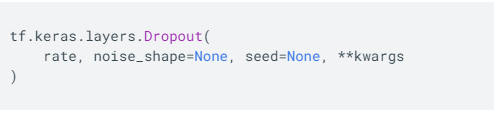 tf.keras.layers.Dropout(
    rate, noise_shape=None, seed=None, **kwargs
)